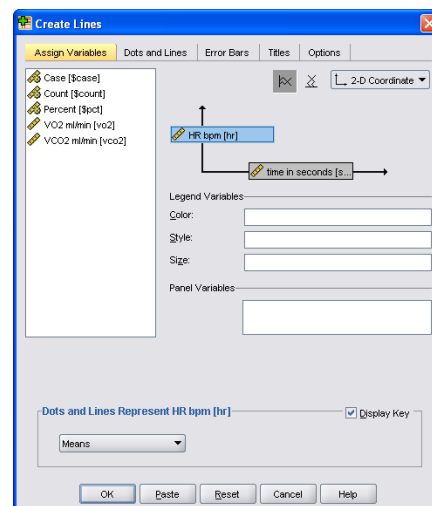 Create Lines
Assign Variables Dots and Lines Error Bars Titles Options
Case [$case]
Count [$count]
Percent [$pct]
VO2 ml/min [vo2]
VCO2 ml/min [vco2]
2-D Coordinate
HR bpm [hr]
time in seconds [s...
Legend Variables
Color:
Style:
Size:
Panel Variables
Dots and Lines Represent HR bpm [hr]
Display Key
Means
OK Paste Reset Cancel Help